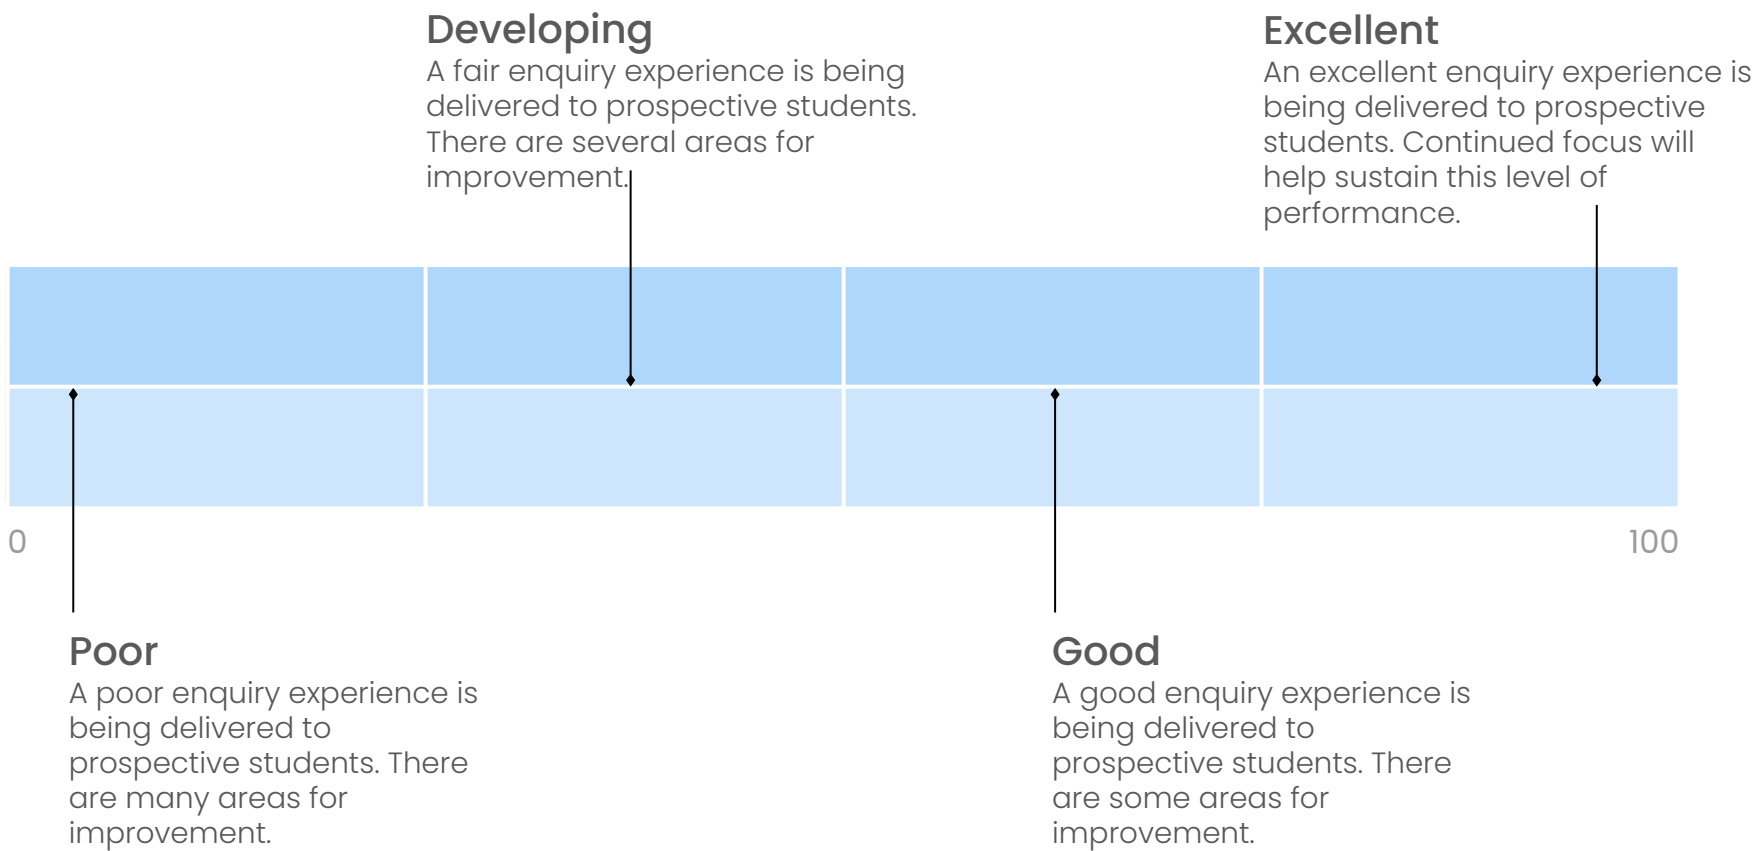 Developing
A fair enquiry experience is being
delivered to prospective students.
There are several areas for
improvement.
Excellent
An excellent enquiry experience is
being delivered to prospective
students. Continued focus will
help sustain this level of
performance.
0
100
Poor
A poor enquiry experience is
being delivered to
prospective students. There
are many areas for
improvement.
Good
A good enquiry experience is
being delivered to
prospective students. There
are some areas for
improvement.